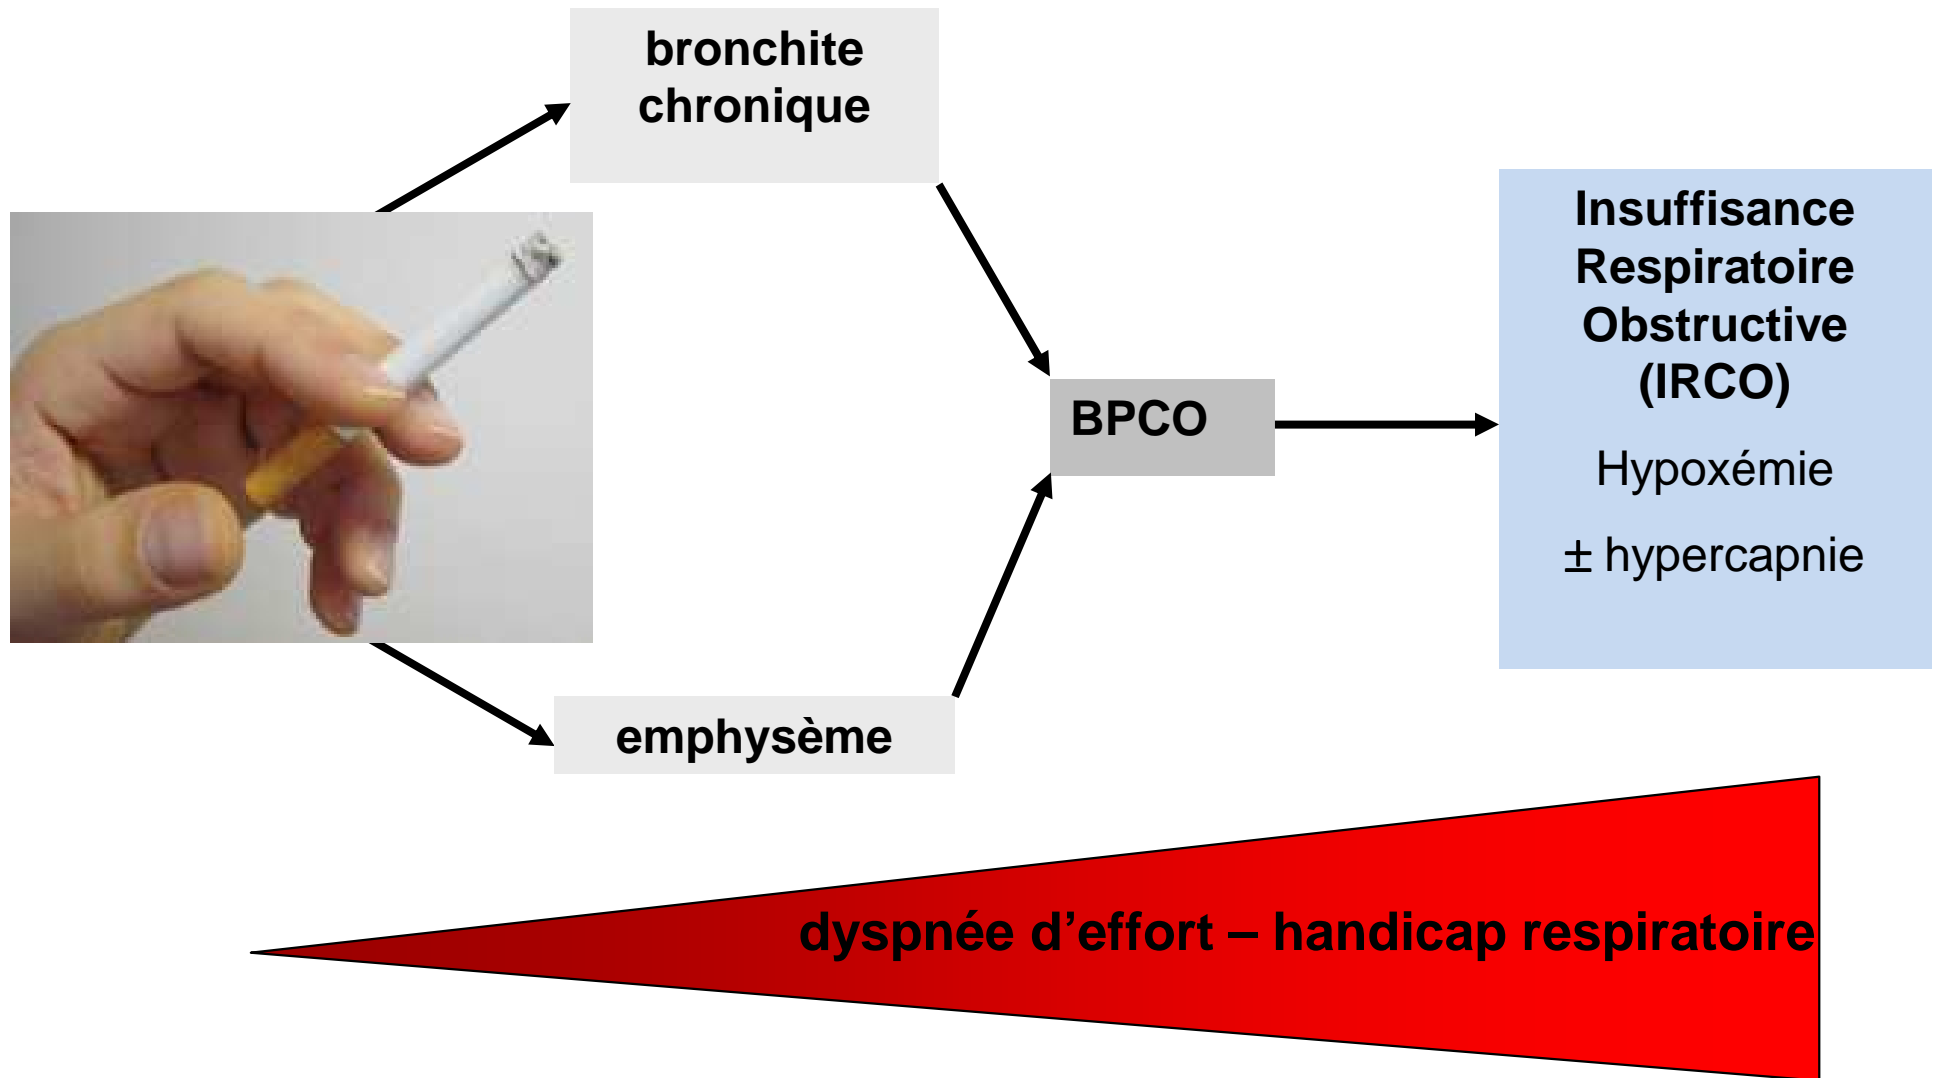 bronchite
chronique
Insuffisance
Respiratoire
Obstructive
(IRCO)
Hypoxémie
± hypercapnie
BPCO
emphysème
dyspnée d’effort – handicap respiratoire